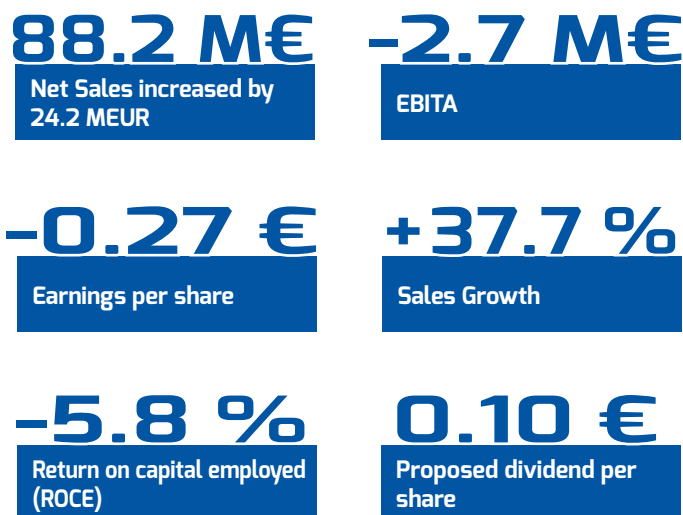 88.2 M€
Net Sales increased by
24.2 MEUR
-2.7 M€
EBITA
-0.27 €
Earnings per share
+37.7 %
Sales Growth
-5.8 %
Return on capital employed
(ROCE)
0.10 €
Proposed dividend per
share